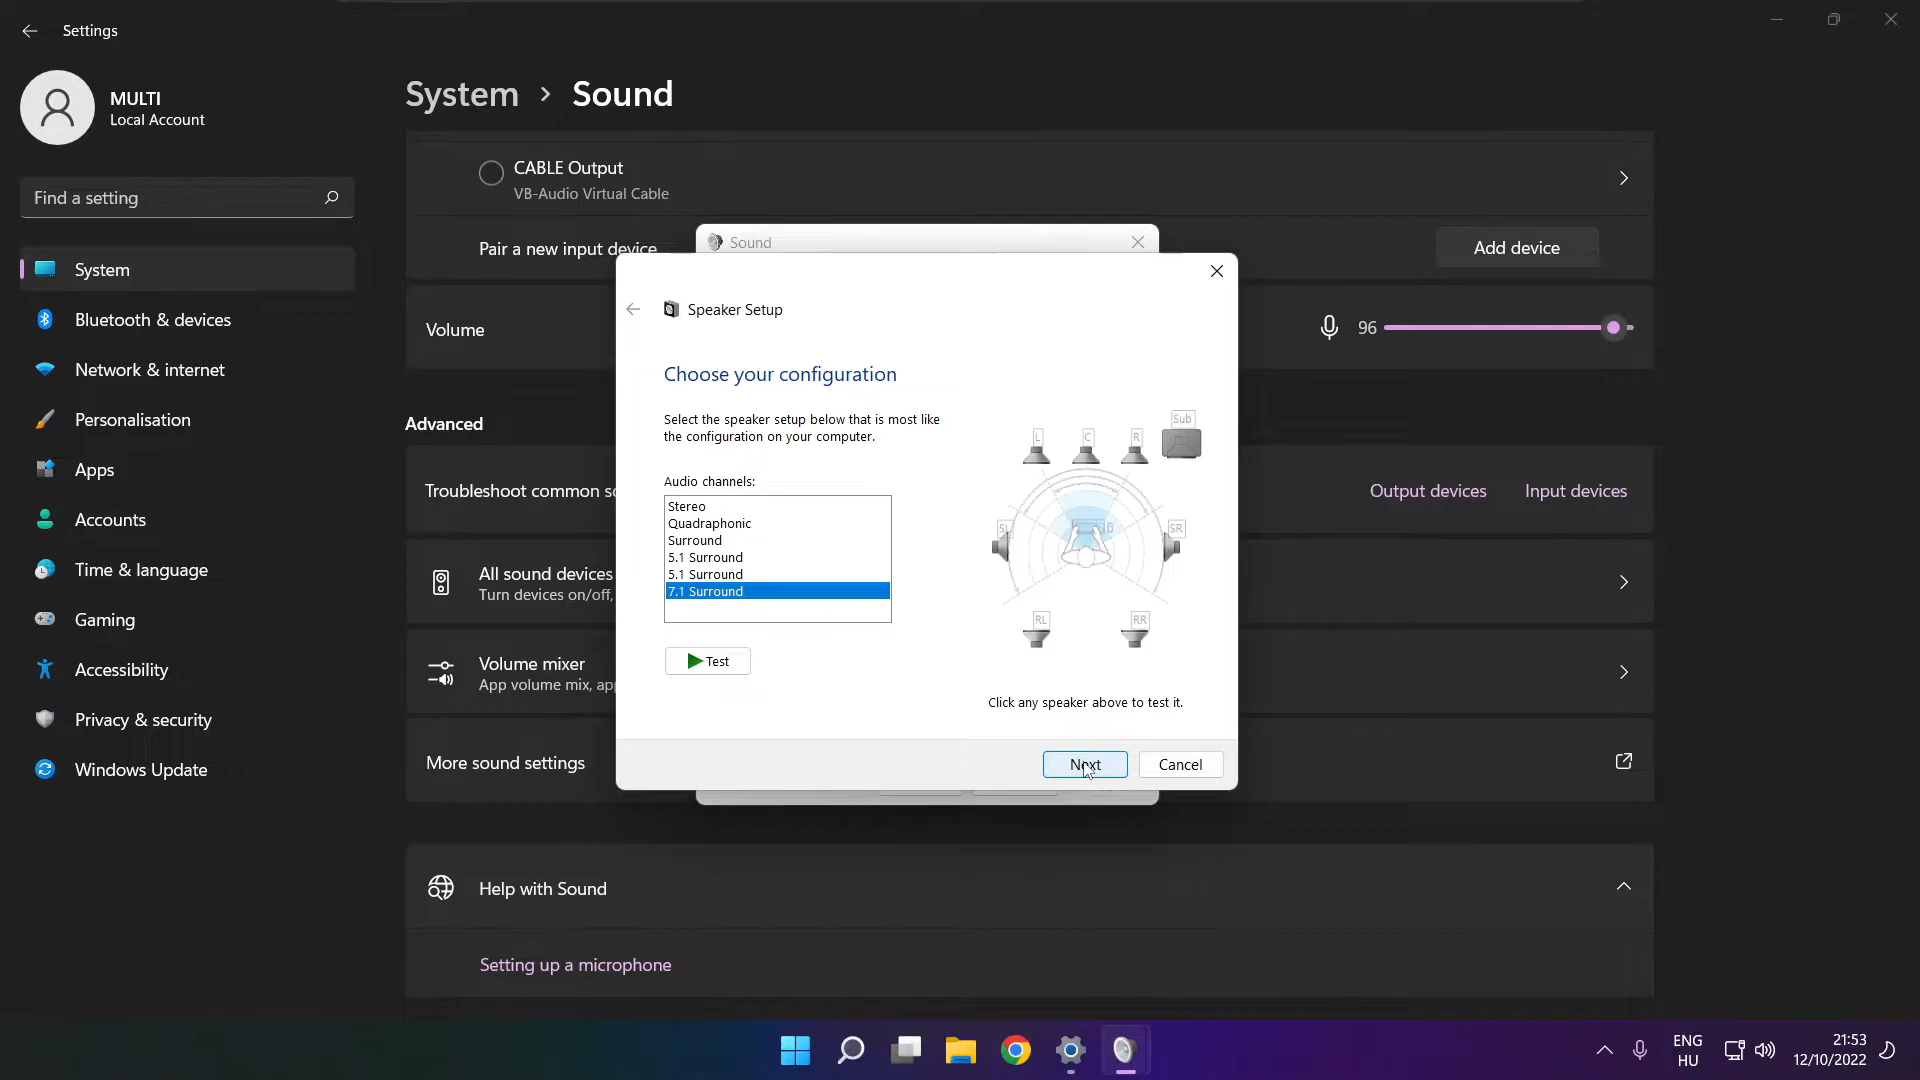 Settings
MULTI
Local Account
Find a setting
System
Bluetooth & devices
Network & internet
Personalisation
Apps
Accounts
Time & language
Gaming
Accessibility
Privacy & security
Windows Update
System > Sound
CABLE Output
VB-Audio Virtual Cable
Pair a new input device
Add device
Volume
96
Advanced
Troubleshoot common so
Output devices
Input devices
All sound devices
Turn devices on/off,
Volume mixer
App volume mix, app
More sound settings
Help with Sound
Setting up a microphone
Sound
Speaker Setup
Choose your configuration
Select the speaker setup below that is most like
the configuration on your computer.
Audio channels:
Stereo
Quadraphonic
Surround
5.1 Surround
5.1 Surround
7.1 Surround
Test
L
C
R
Sub
SL
SR
RL
RR
Click any speaker above to test it.
Next
Cancel
ENG
HU
21:53
12/10/2022